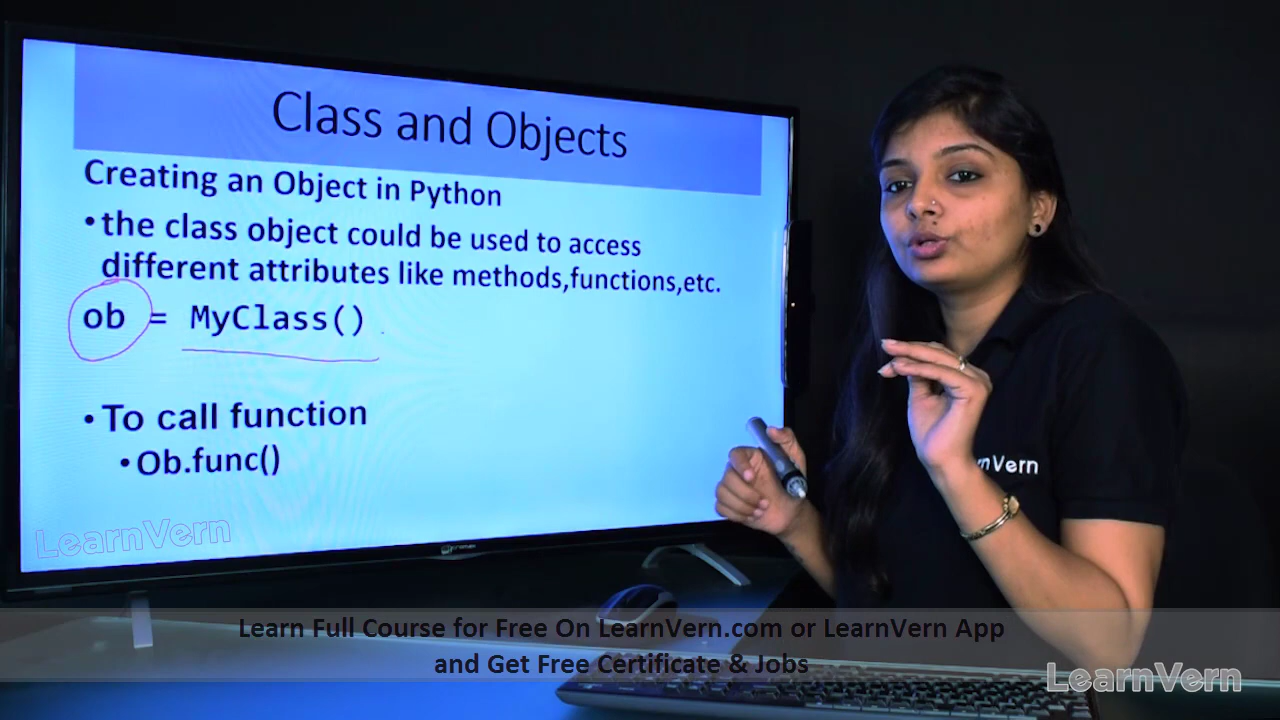 Class and Objects
Creating an Object in Python
•the class object could be used to access
different attributes like methods,functions,etc.
ob = MyClass()
• To call function
•Ob.func()
LearnVern
rnVern
Learn Full Course for Free On LearnVern.com or LearnVern App
and Get Free Certificate & Jobs
LearnVern